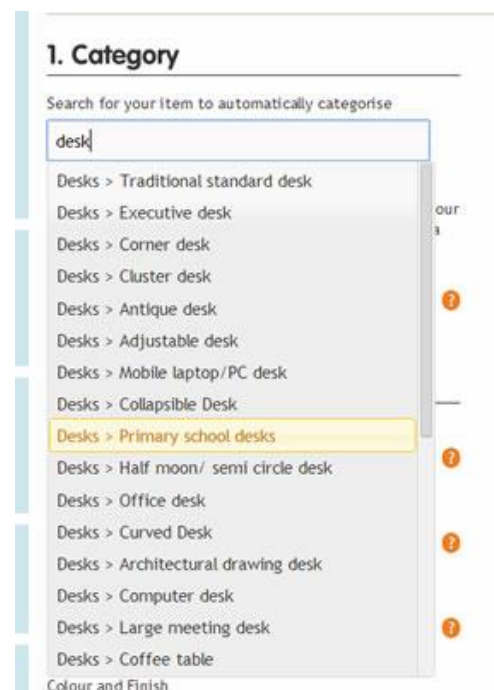 1. Category
Search for your item to automatically categorise
desk
Desks > Traditional standard desk
Desks > Executive desk
our
Desks > Corner desk
a
Desks > Cluster desk
Desks > Antique desk
?
Desks > Adjustable desk
Desks > Mobile laptop/PC desk
Desks > Collapsible Desk
Desks > Primary school desks
?
Desks > Half moon/ semi circle desk
Desks > Office desk
Desks > Curved Desk
?
Desks > Architectural drawing desk
Desks > Computer desk
Desks > Large meeting desk
?
Desks > Coffee table
Colour and Finish